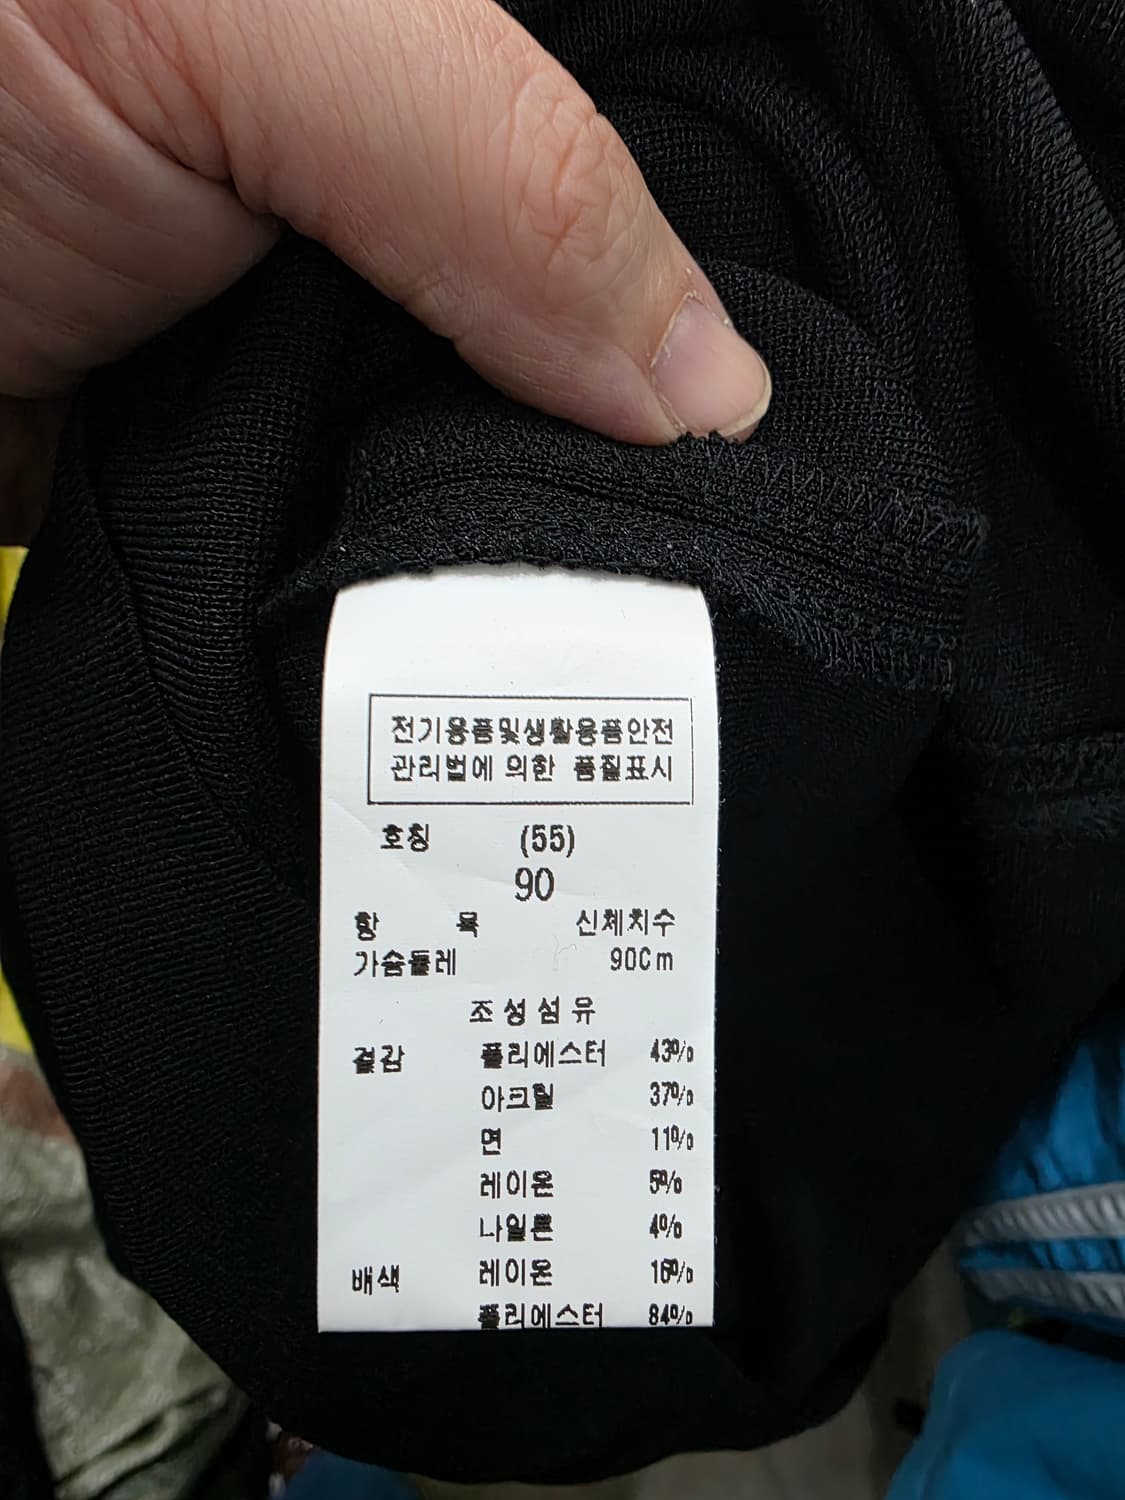 전기용품및생활용품안전
관리법에 의한 품질표시
호칭 (55)
90
항 목 신체치수
가슴둘레 90Cm
조성섬유
겉감 폴리에스터 43%
아크릴 37%
면 11%
레이온 5%
나일론 4%
배색 레이온 16%
폴리에스터 84%